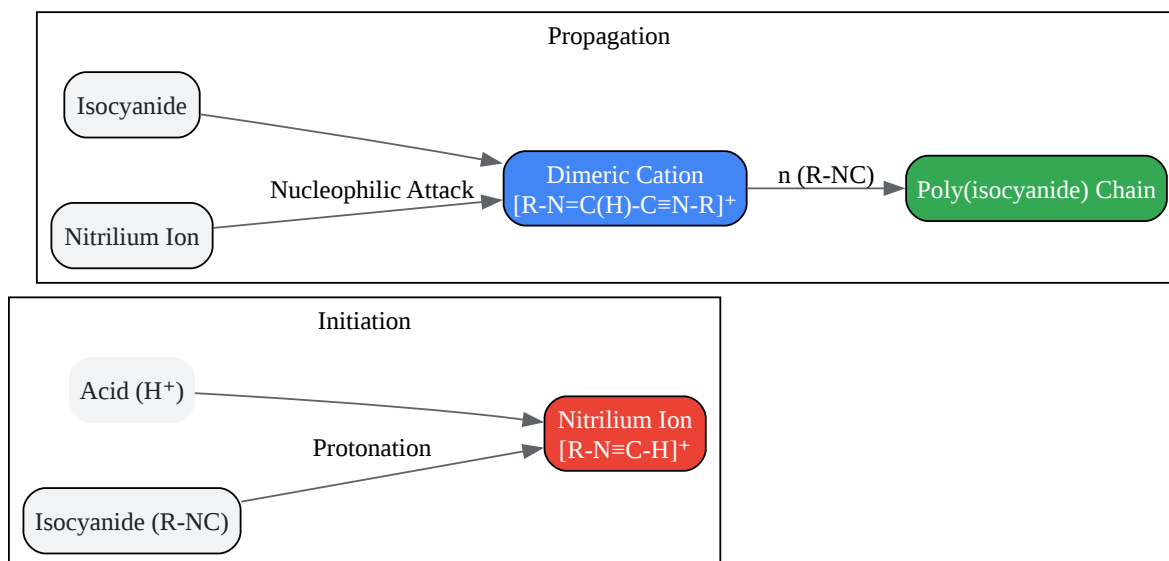 Propagation
Isocyanide
Nitrilium Ion
Nucleophilic Attack
Dimeric Cation
[R-N=C(H)-C≡N-R]⁺
n (R-NC)
Poly(isocyanide) Chain
Initiation
Acid (H⁺)
Isocyanide (R-NC)
Protonation
Nitrilium Ion
[R-N≡C-H]⁺